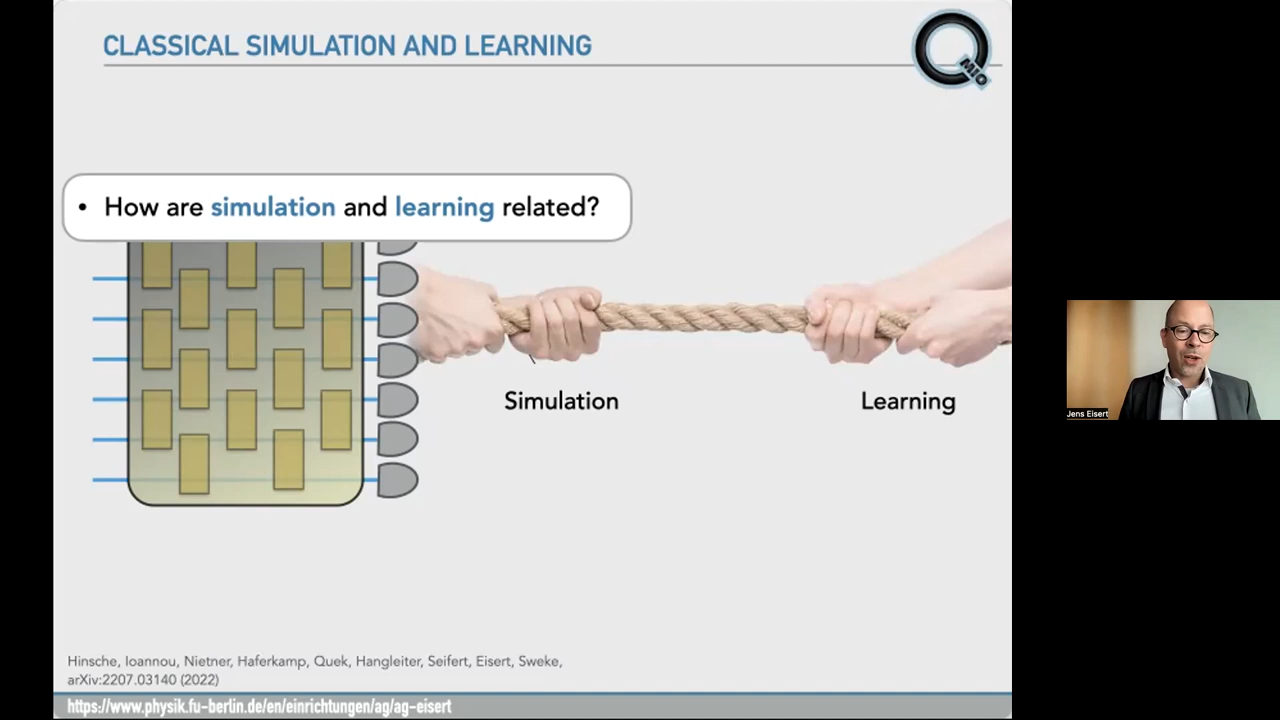 CLASSICAL SIMULATION AND LEARNING
MIO
• How are simulation and learning related?
Simulation
Learning
Jens Eisert
Hinsche, Ioannou, Nietner, Haferkamp, Quek, Hangleiter, Seifert, Eisert, Sweke,
arXiv:2207.03140 (2022)
https://www.physik.fu-berlin.de/en/einrichtungen/ag/ag-eisert